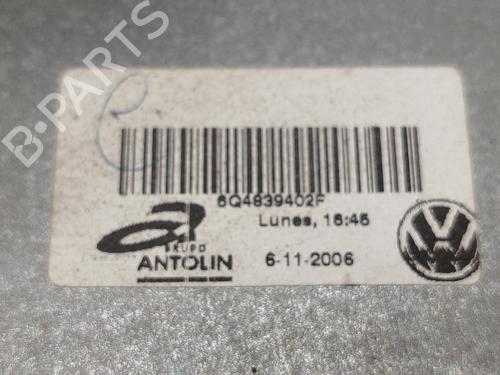 B-PARTS
6Q4839402F
Lunes, 16:45
GRUPO
ANTOLIN
6-11-2006